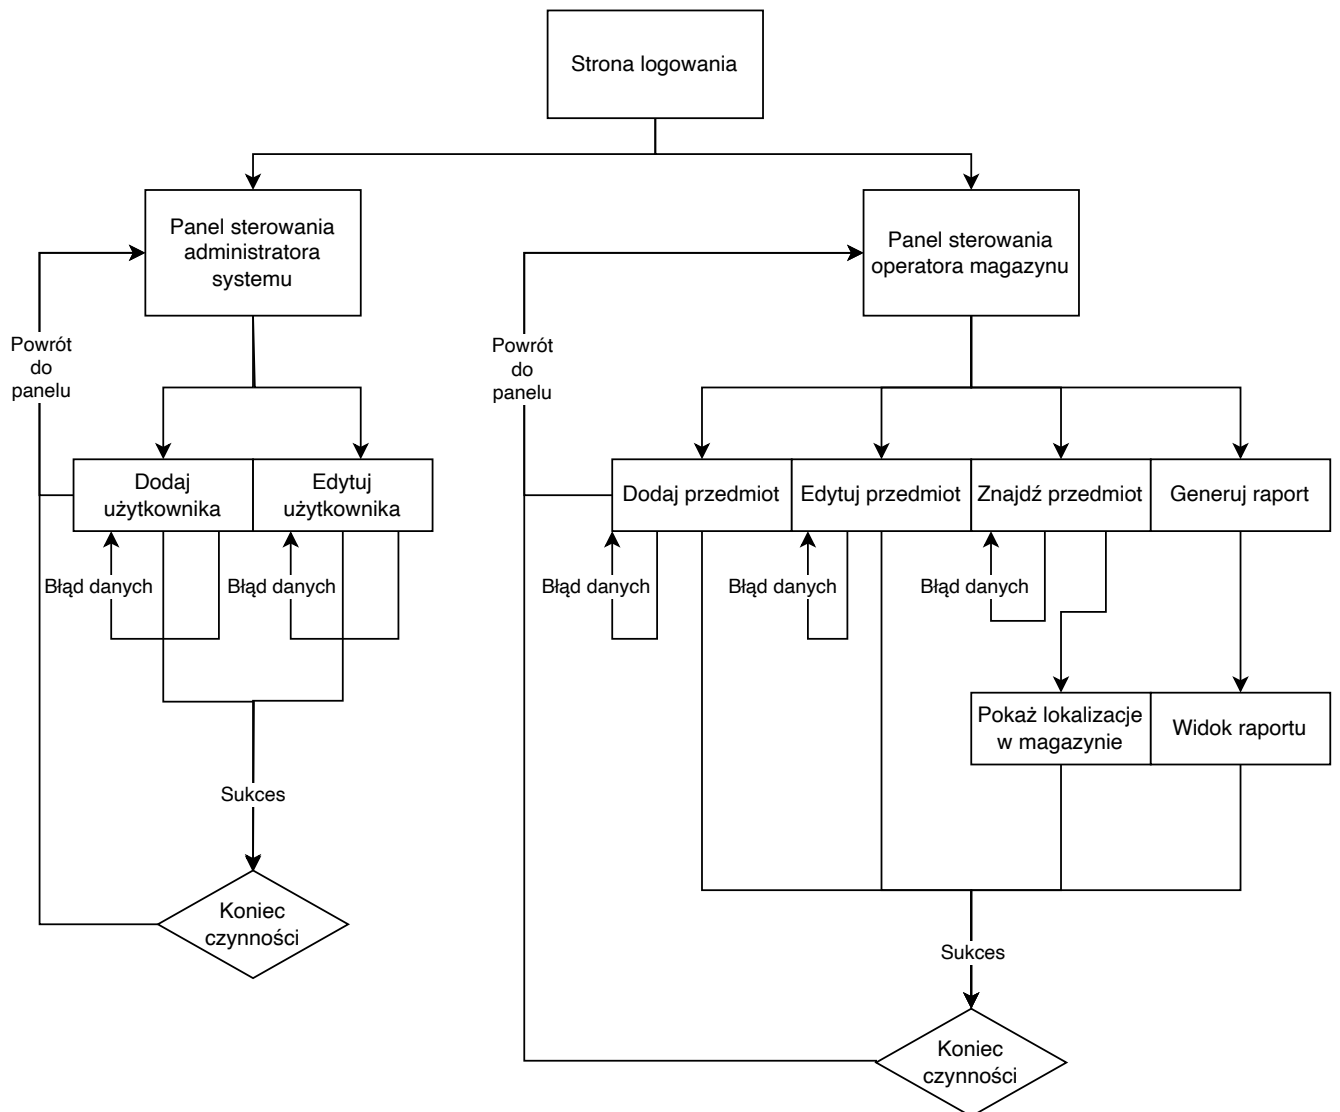 Strona logowania
Panel sterowania
administratora
systemu
Panel sterowania
operatora magazynu
Powrót
do
panelu
Powrót
do
panelu
Dodaj
użytkownika
Edytuj
użytkownika
Dodaj przedmiot
Edytuj przedmiot
Znajdź przedmiot
Generuj raport
Błąd danych
Błąd danych
Błąd danych
Błąd danych
Błąd danych
Pokaż lokalizacje
w magazynie
Widok raportu
Sukces
Koniec
czynności
Sukces
Koniec
czynności